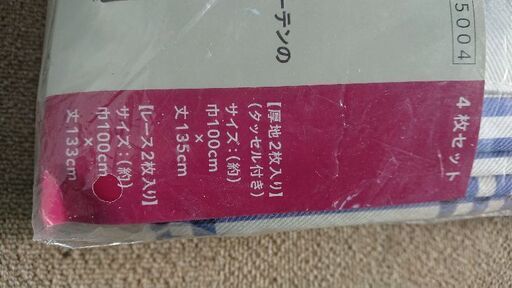 5004
ーテンの
4枚セット
【厚地2枚入り】
(タッセル付き)
サイズ：(約)
巾100cm
×
丈135cm
【レース2枚入り】
サイズ：(約)
巾100cm
×
丈133cm